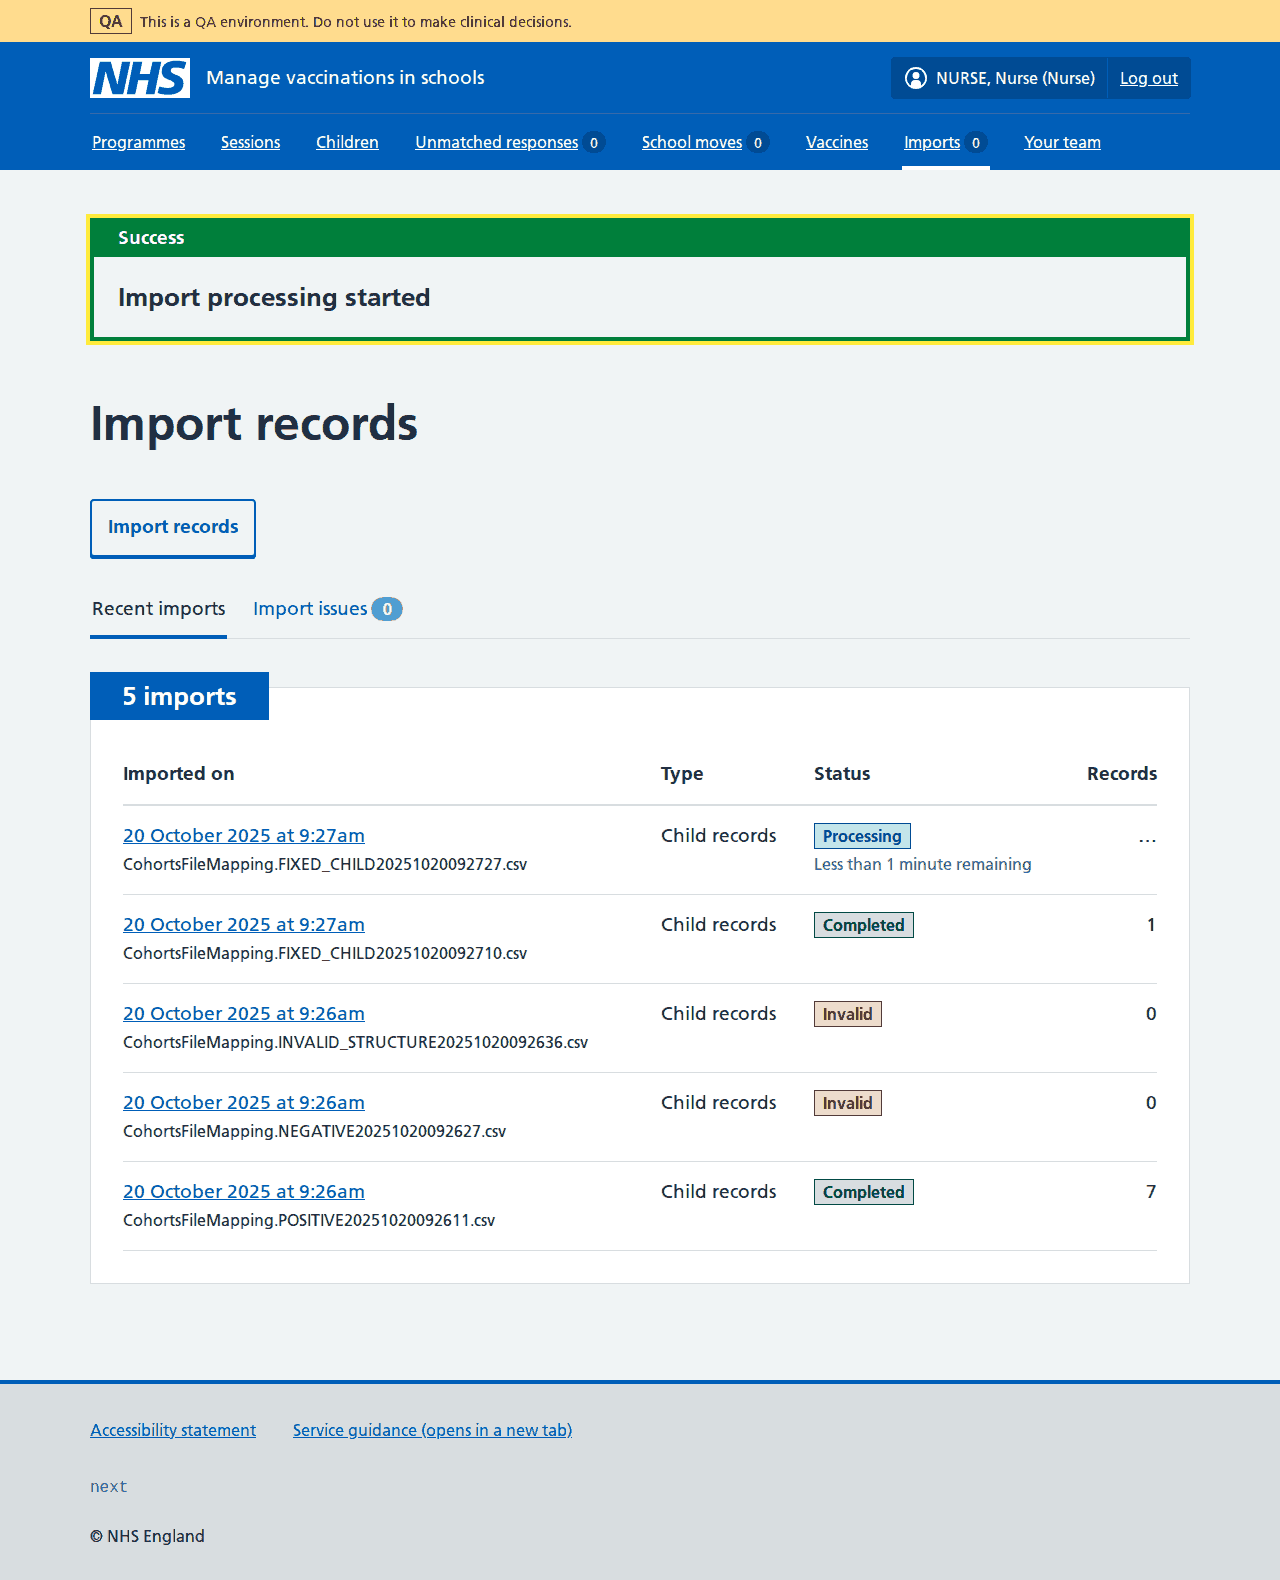 QA This is a QA environment. Do not use it to make clinical decisions.
NHS Manage vaccinations in schools NURSE, Nurse (Nurse) Log out
Programmes Sessions Children Unmatched responses 0 School moves 0 Vaccines Imports 0 Your team
Success
Import processing started
Import records
Import records
Recent imports Import issues 0
5 imports
Imported on Type Status Records
20 October 2025 at 9:27am Child records Processing ...
CohortsFileMapping.FIXED_CHILD20251020092727.csv Less than 1 minute remaining
20 October 2025 at 9:27am Child records Completed 1
CohortsFileMapping.FIXED_CHILD20251020092710.csv
20 October 2025 at 9:26am Child records Invalid 0
CohortsFileMapping.INVALID_STRUCTURE20251020092636.csv
20 October 2025 at 9:26am Child records Invalid 0
CohortsFileMapping.NEGATIVE20251020092627.csv
20 October 2025 at 9:26am Child records Completed 7
CohortsFileMapping.POSITIVE20251020092611.csv
Accessibility statement Service guidance (opens in a new tab)
next
© NHS England